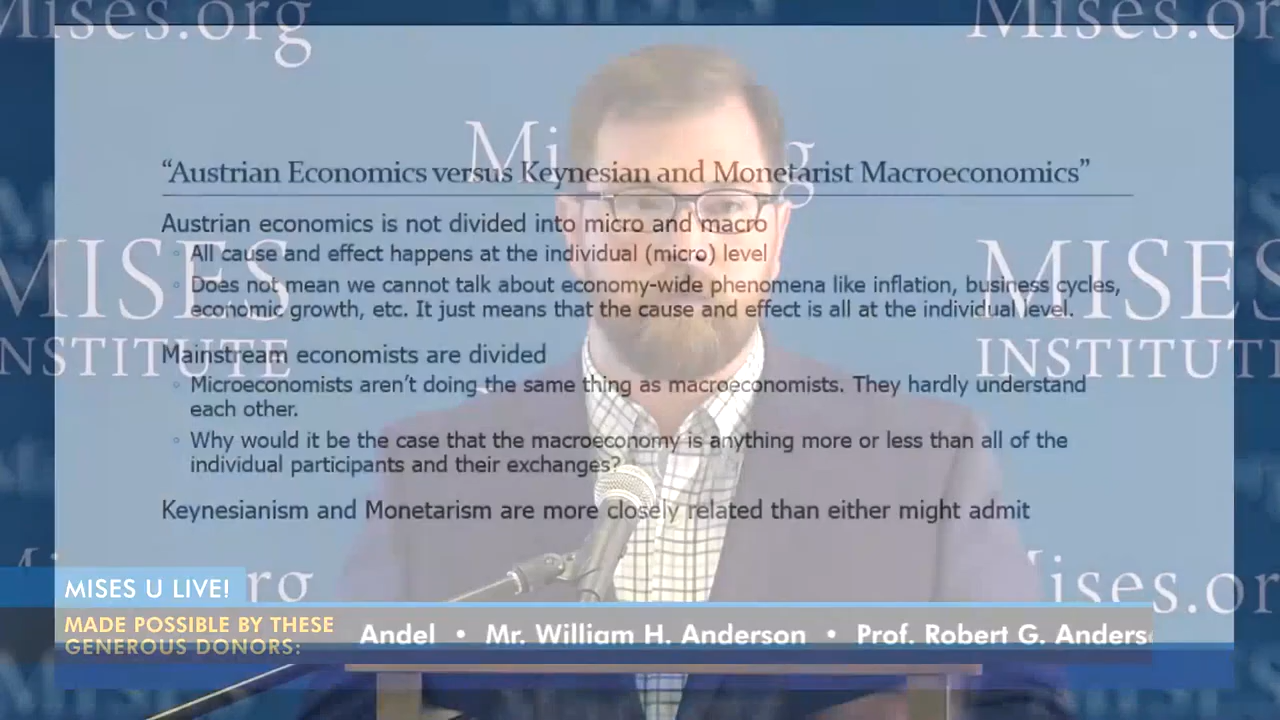 Mises.org
Mises.org
Mi
g
"Austrian Economics versus Keynesian and Monetarist Macroeconomics"
Austrian economics is not divided into micro and macro
All cause and effect happens at the individual (micro) level
Does not mean we cannot talk about economy-wide phenomena like inflation, business cycles,
economic growth, etc. It just means that the cause and effect is all at the individual level.
MISES
INSTITUTE
MISES
INSTITUT
Mainstream economists are divided
Microeconomists aren't doing the same thing as macroeconomists. They hardly understand
each other.
Why would it be the case that the macroeconomy is anything more or less than all of the
individual participants and their exchanges?
Keynesianism and Monetarism are more closely related than either might admit
rg
ises.or
MISES U LIVE!
MADE POSSIBLE BY THESE
GENEROUS DONORS:
Andel • Mr. William H. Anderson • Prof. Robert G. Anders